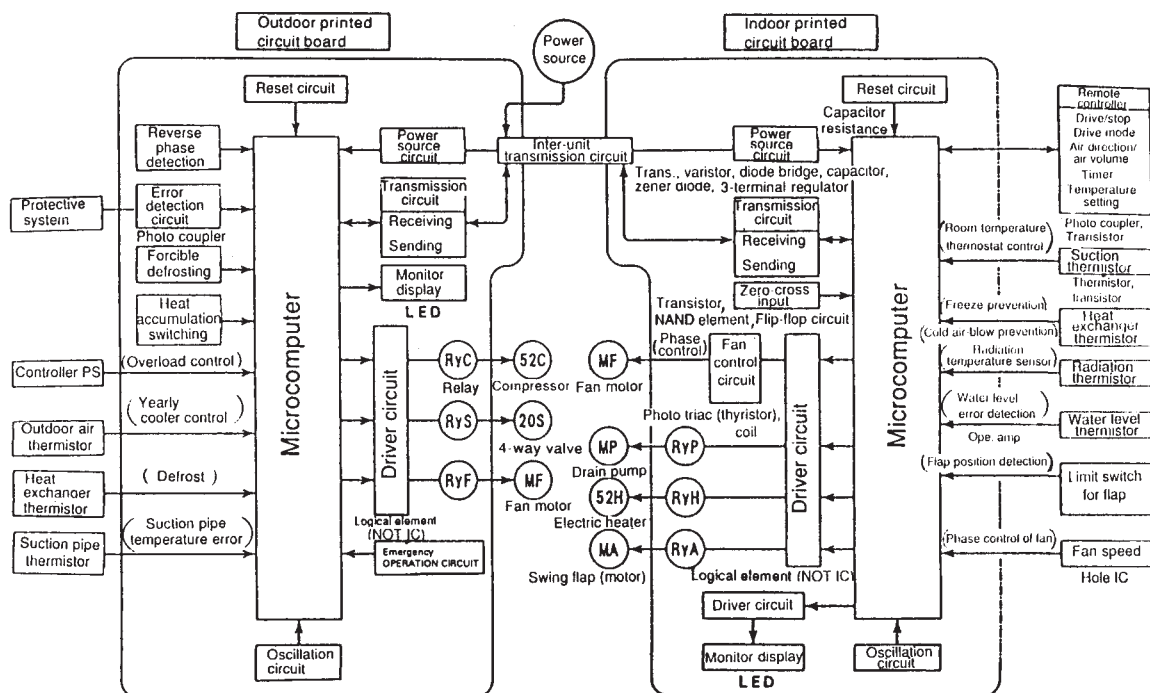 Outdoor printed
circuit board
Power
source
Indoor printed
circuit board
Reset circuit
Reverse
phase
detection
Power
source
circuit
Inter-unit
transmission circuit
Protective
system
Error
detection
circuit
Photo coupler
Transmission
circuit
Receiving
Sending
Forcible
defrosting
Monitor
display
LED
Heat
accumulation
switching
Microcomputer
Controller PS
(Overload control)
Outdoor air
thermistor
(Yearly
cooler control)
Heat
exchanger
thermistor
(Defrost)
Suction pipe
thermistor
(Suction pipe
temperature error)
Driver circuit
RyC
52C
Relay
Compressor
RyS
20S
4-way valve
RyF
MF
Fan motor
Logical element
(NOT IC)
Emergency
OPERATION CIRCUIT
Oscillation
circuit
Reset circuit
Capacitor
resistance
Power
source
circuit
Trans., varistor, diode bridge, capacitor,
zener diode, 3-terminal regulator
Transmission
circuit
Receiving
Sending
Zero-cross
input
Transistor,
NAND element, Flip-flop circuit
(Phase
control)
Fan
control
circuit
MF
Fan motor
Photo triac (thyristor),
coil
MP
RyP
Drain pump
52H
RyH
Electric heater
MA
RyA
Swing flap (motor)
Driver circuit
Logical element (NOT IC)
Driver circuit
Monitor display
LED
Microcomputer
Oscillation
circuit
Remote
controller
Drive/stop
Drive mode
Air direction/
air volume
Timer
Temperature
setting
Photo coupler,
Transistor
(Room temperature
thermostat control)
Suction
thermistor
Thermistor,
transistor
(Freeze prevention)
(Cold air-blow prevention)
Heat
exchanger
thermistor
(Radiation
temperature sensor)
Radiation
thermistor
(Water level
error detection)
Water level
thermistor
Ope. amp
(Flap position detection)
Limit switch
for flap
(Phase control of fan)
Fan speed
Hole IC